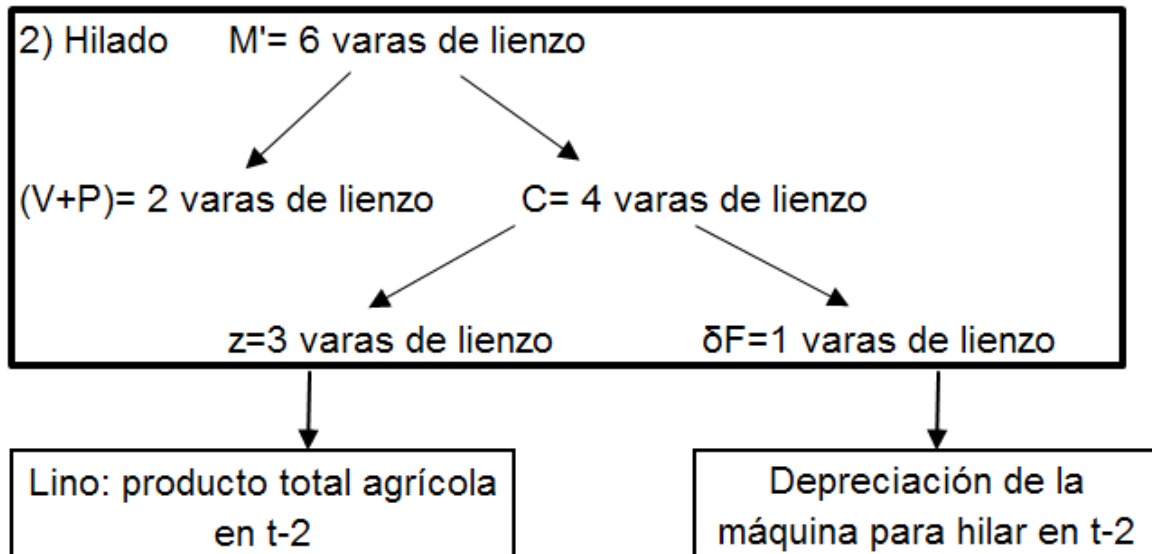 2) Hilado M'= 6 varas de lienzo
(V+P)= 2 varas de lienzo C= 4 varas de lienzo
z=3 varas de lienzo δF=1 varas de lienzo
Lino: producto total agrícola
en t-2
Depreciación de la
máquina para hilar en t-2